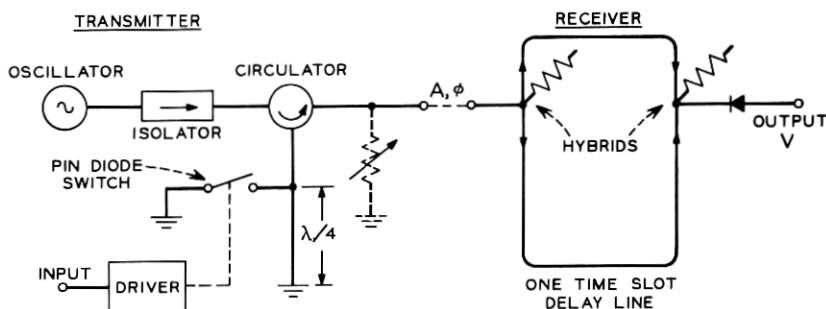 TRANSMITTER
RECEIVER
OSCILLATOR
CIRCULATOR
ISOLATOR
A, φ
HYBRIDS
OUTPUT
V
PIN DIODE
SWITCH
λ/4
INPUT
DRIVER
ONE TIME SLOT
DELAY LINE